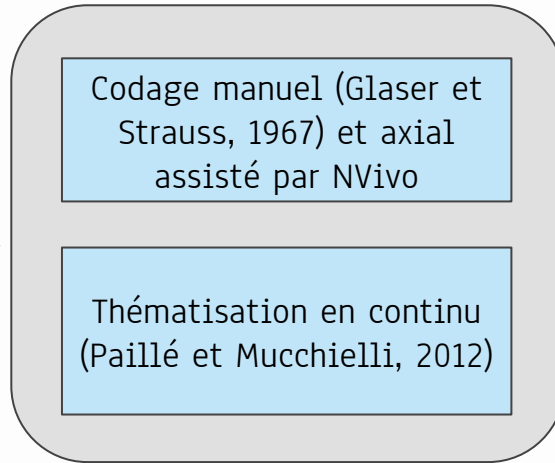 Codage manuel (Glaser et
Strauss, 1967) et axial
assisté par NVivo
Thématisation en continu
(Paillé et Mucchielli, 2012)